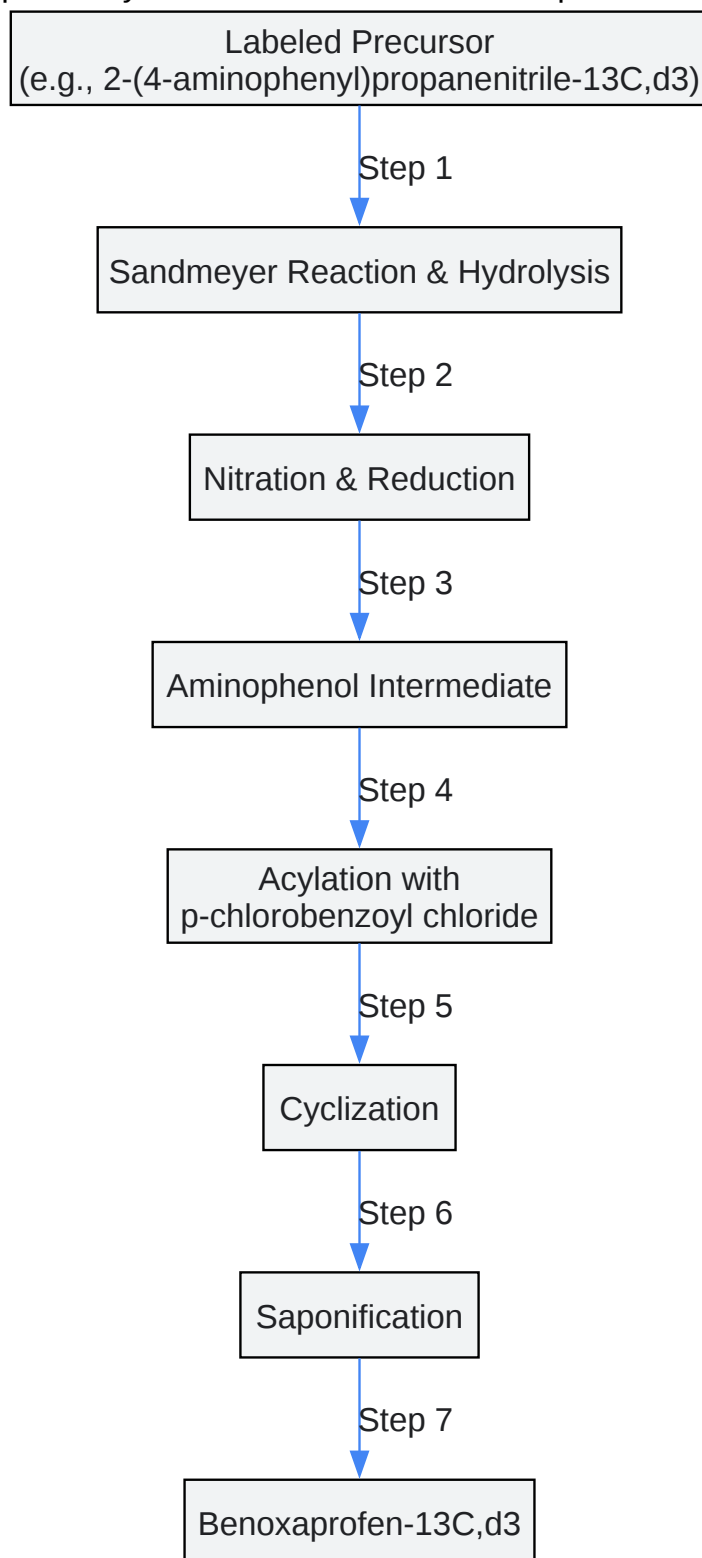 Labeled Precursor
(e.g., 2-(4-aminophenyl)propanenitrile-13C,d3)
Step 1
Sandmeyer Reaction & Hydrolysis
Step 2
Nitration & Reduction
Step 3
Aminophenol Intermediate
Step 4
Acylation with
p-chlorobenzoyl chloride
Step 5
Cyclization
Step 6
Saponification
Step 7
Benoxaprofen-13C,d3